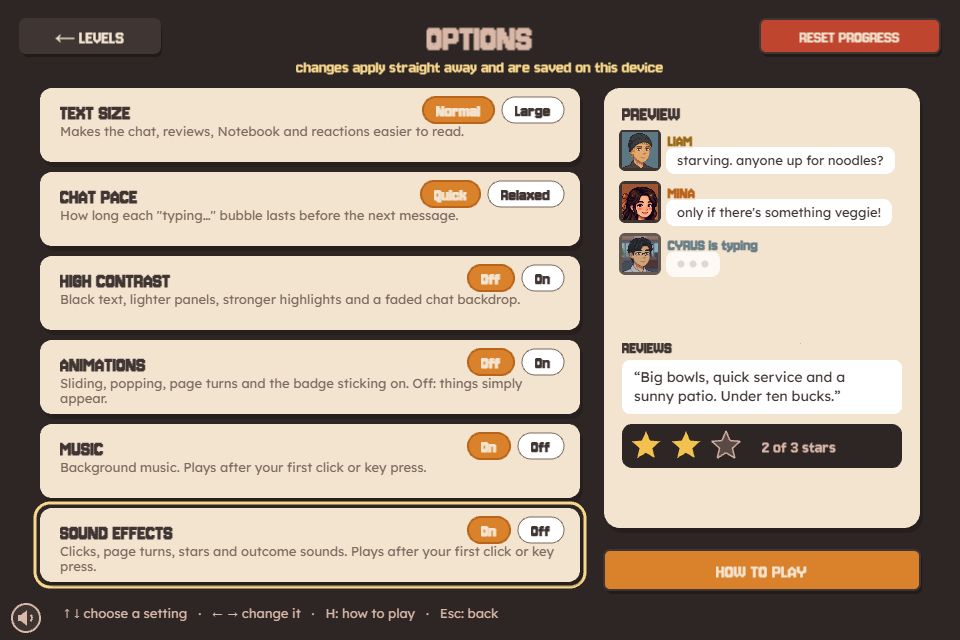 ← LEVELS
OPTIONS
RESET PROGRESS
changes apply straight away and are saved on this device
TEXT SIZE
Normal
Large
Makes the chat, reviews, Notebook and reactions easier to read.
CHAT PACE
Quick
Relaxed
How long each "typing…" bubble lasts before the next message.
HIGH CONTRAST
Off
On
Black text, lighter panels, stronger highlights and a faded chat backdrop.
ANIMATIONS
Off
On
Sliding, popping, page turns and the badge sticking on. Off: things simply
appear.
MUSIC
On
Off
Background music. Plays after your first click or key press.
SOUND EFFECTS
On
Off
Clicks, page turns, stars and outcome sounds. Plays after your first click or key
press.
PREVIEW
LIAM
starving. anyone up for noodles?
MINA
only if there's something veggie!
CYRUS is typing
REVIEWS
“Big bowls, quick service and a
sunny patio. Under ten bucks.”
2 of 3 stars
HOW TO PLAY
↑ ↓ choose a setting · ← → change it · H: how to play · Esc: back